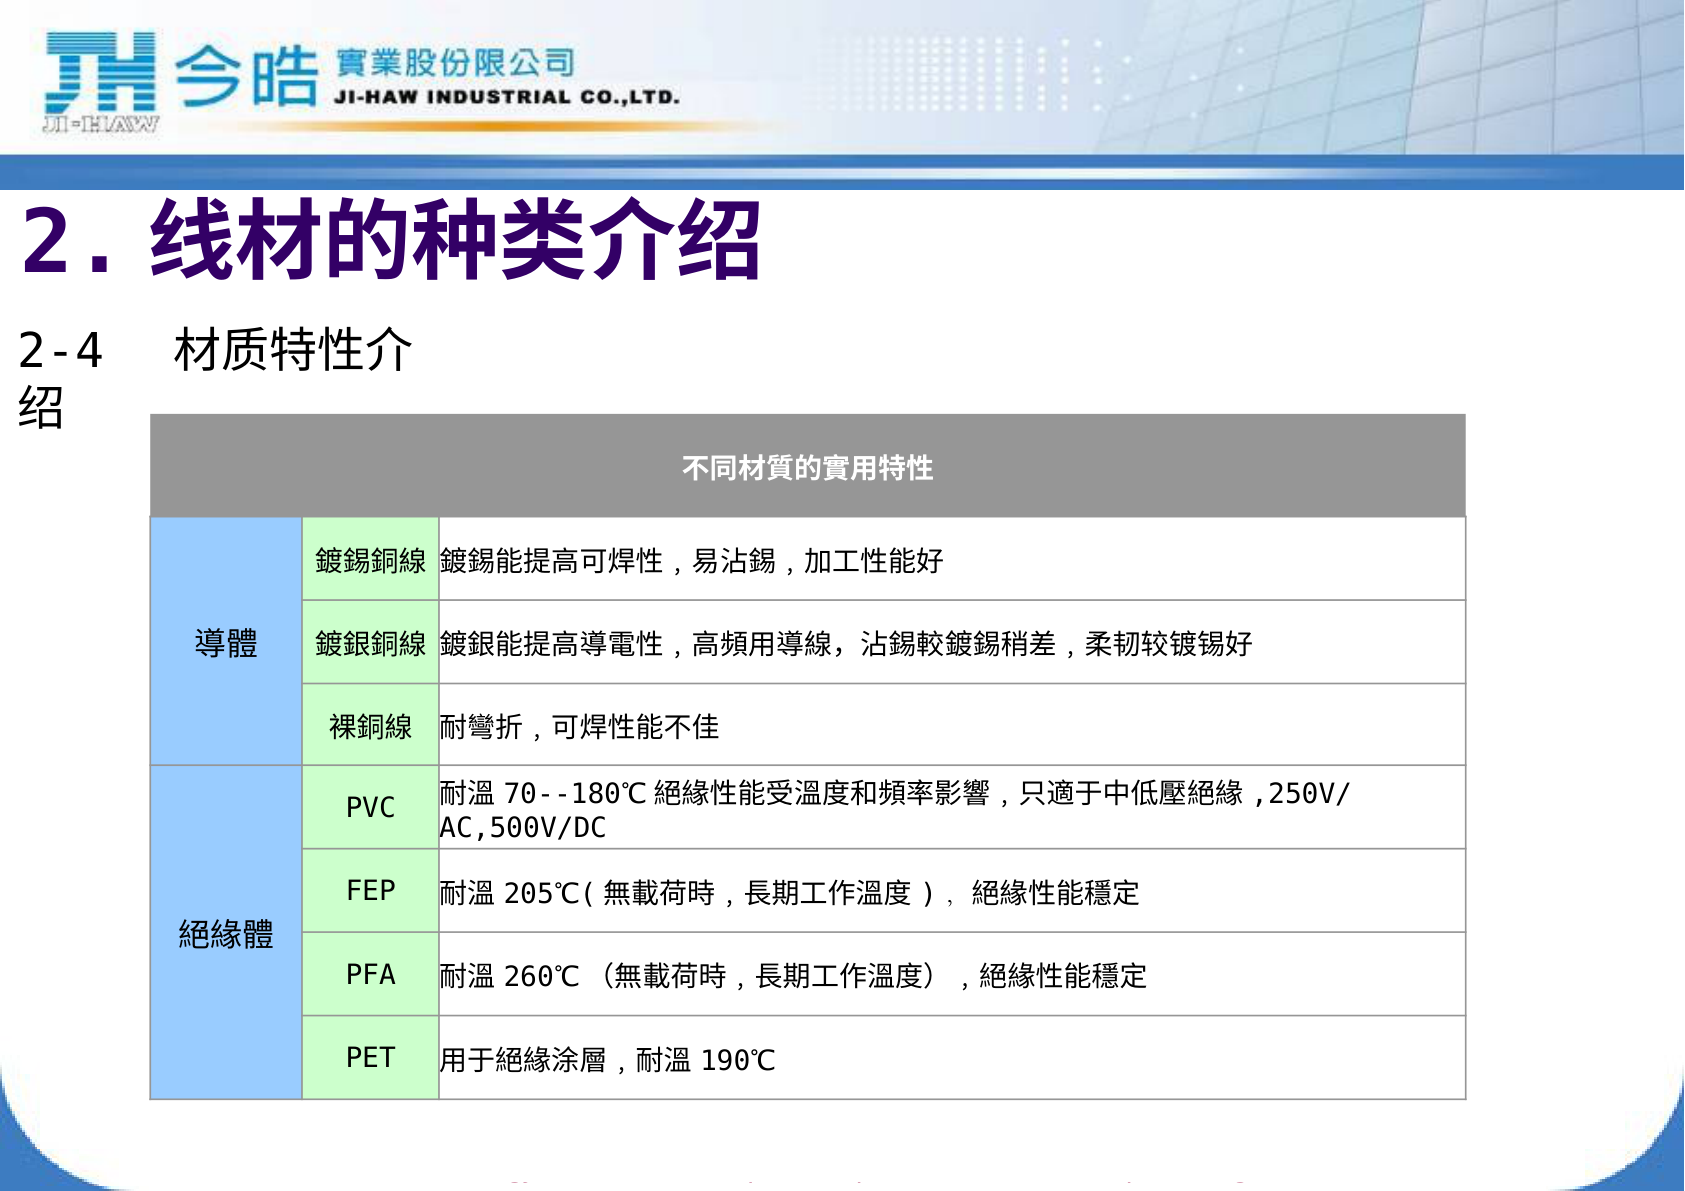 JH 今皓 實業股份限公司
JI-HAW INDUSTRIAL CO.,LTD.
JI-HAW
2.线材的种类介绍
2-4 材质特性介
绍
不同材質的實用特性
導體
鍍錫銅線 鍍錫能提高可焊性,易沾錫,加工性能好
鍍銀銅線 鍍銀能提高導電性,高頻用導線，沾錫較鍍錫稍差,柔韧较镀锡好
裸銅線 耐彎折,可焊性能不佳
絕緣體
PVC 耐溫 70--180℃絕緣性能受溫度和頻率影響,只適于中低壓絕緣 ,250V/
AC,500V/DC
FEP 耐溫 205℃( 無載荷時,長期工作溫度 ) , 絕緣性能穩定
PFA 耐溫 260℃（無載荷時,長期工作溫度）,絕緣性能穩定
PET 用于絕緣涂層,耐溫 190℃